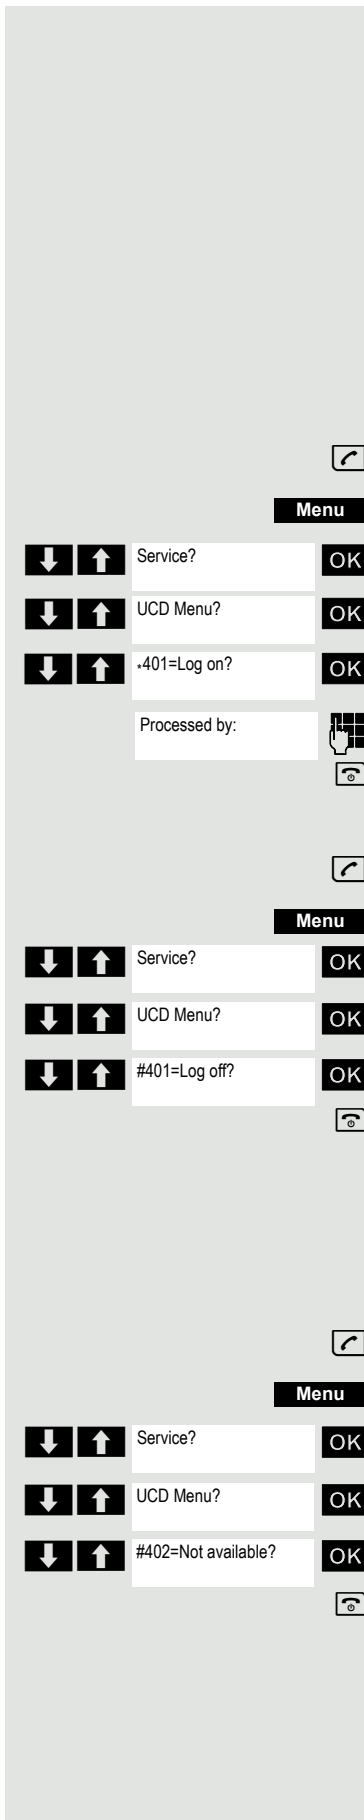 Menu
Service? OK
UCD Menu? OK
*401=Log on? OK
Processed by:
Menu
Service? OK
UCD Menu? OK
#401=Log off? OK
Menu
Service? OK
UCD Menu? OK
#402=Not available? OK